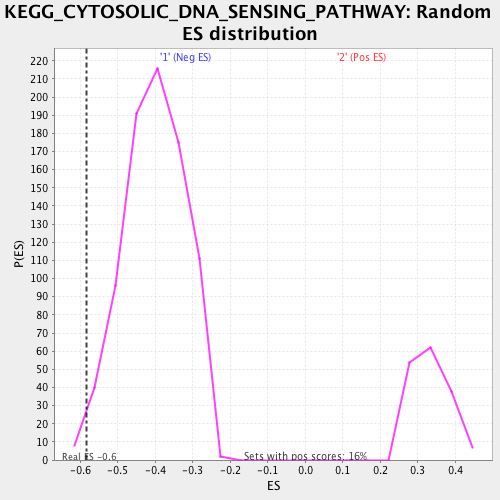 KEGG_CYTOSOLIC_DNA_SENSING_PATHWAY: Random
ES distribution
'1' (Neg ES)
'2' (Pos ES)
220
210
200
190
180
170
160
150
140
130
120
110
100
90
80
70
60
50
40
30
20
10
0
P(ES)
Real ES -0.6
Sets with pos scores: 16%
-0.6 -0.5 -0.4 -0.3 -0.2 -0.1 0.0 0.1 0.2 0.3 0.4
ES